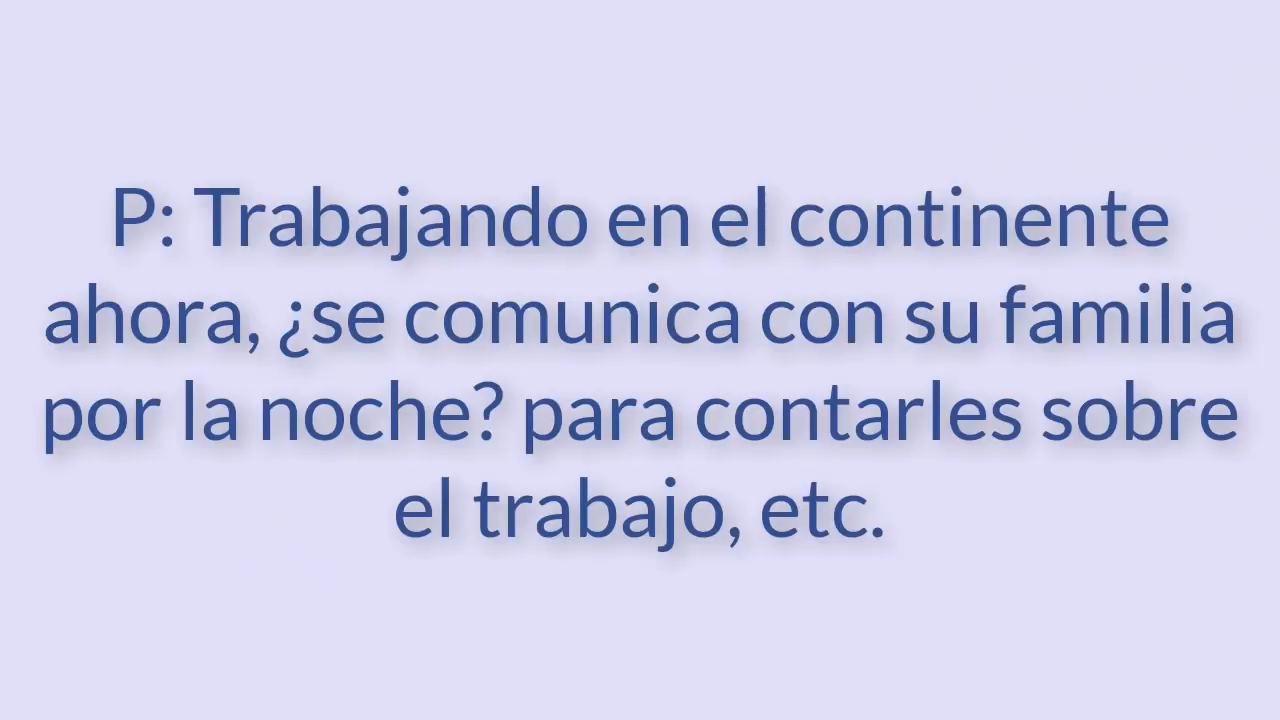 P: Trabajando en el continente
ahora, ¿se comunica con su familia
por la noche? para contarles sobre
el trabajo, etc.